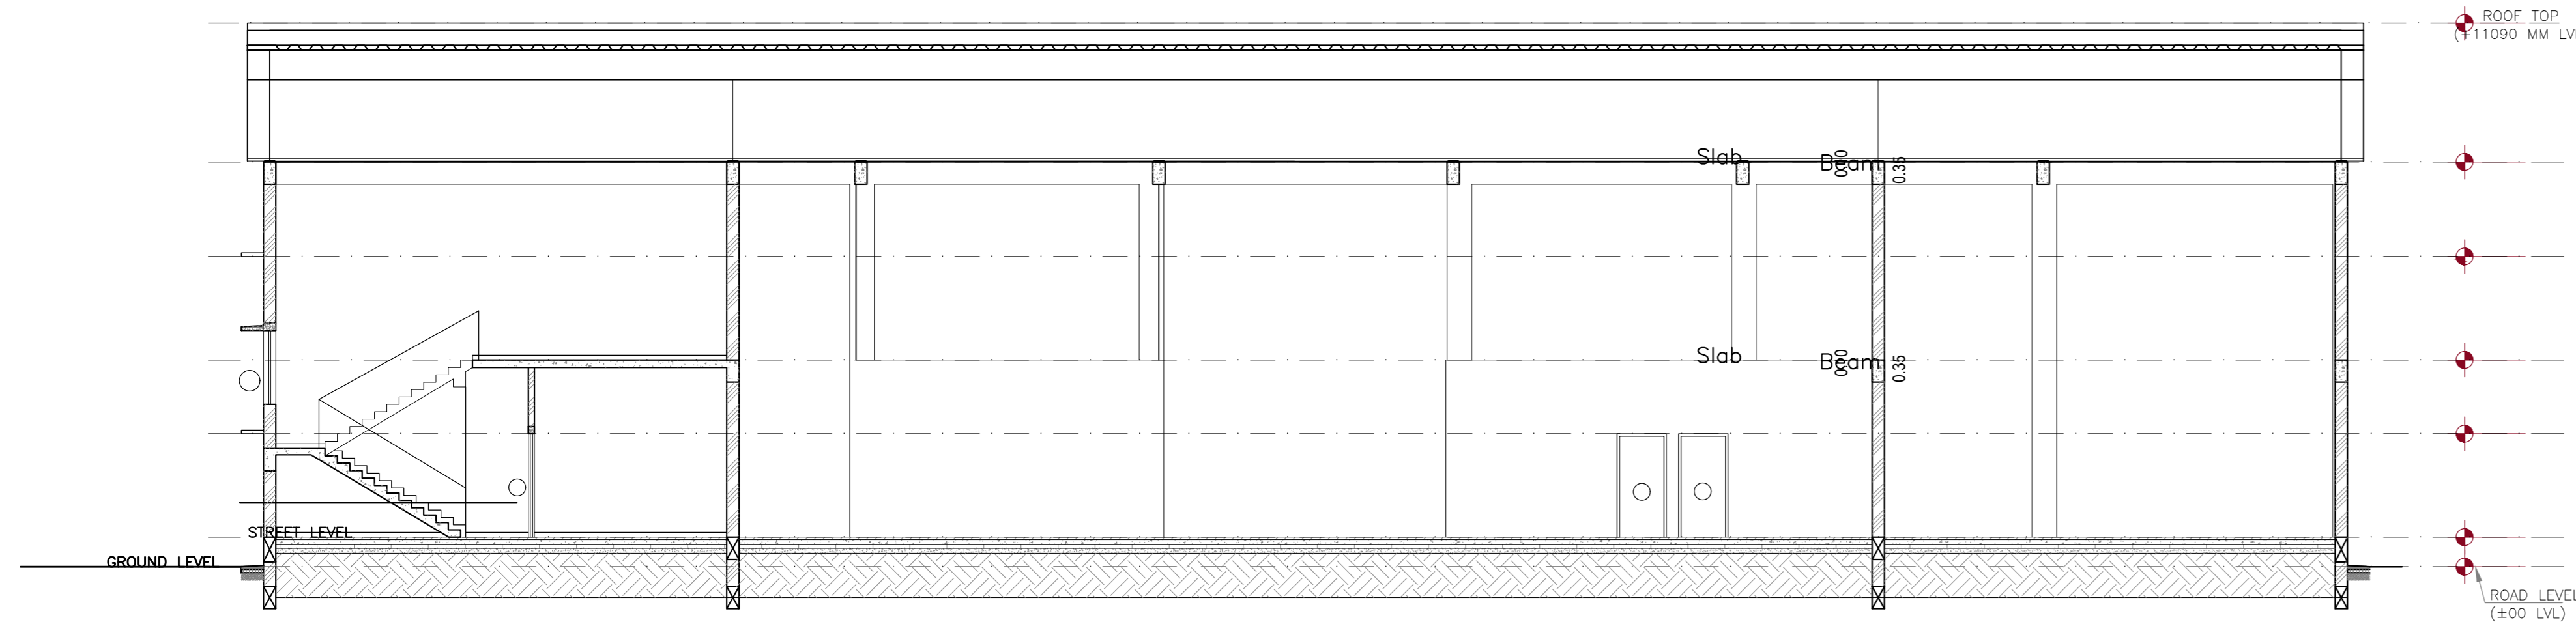 ROOF TOP
(+11090 MM LV
Slab
Beam
0.35
Slab
Beam
0.35
STREET LEVEL
GROUND LEVEL
ROAD LEVEL
(±00 LVL)